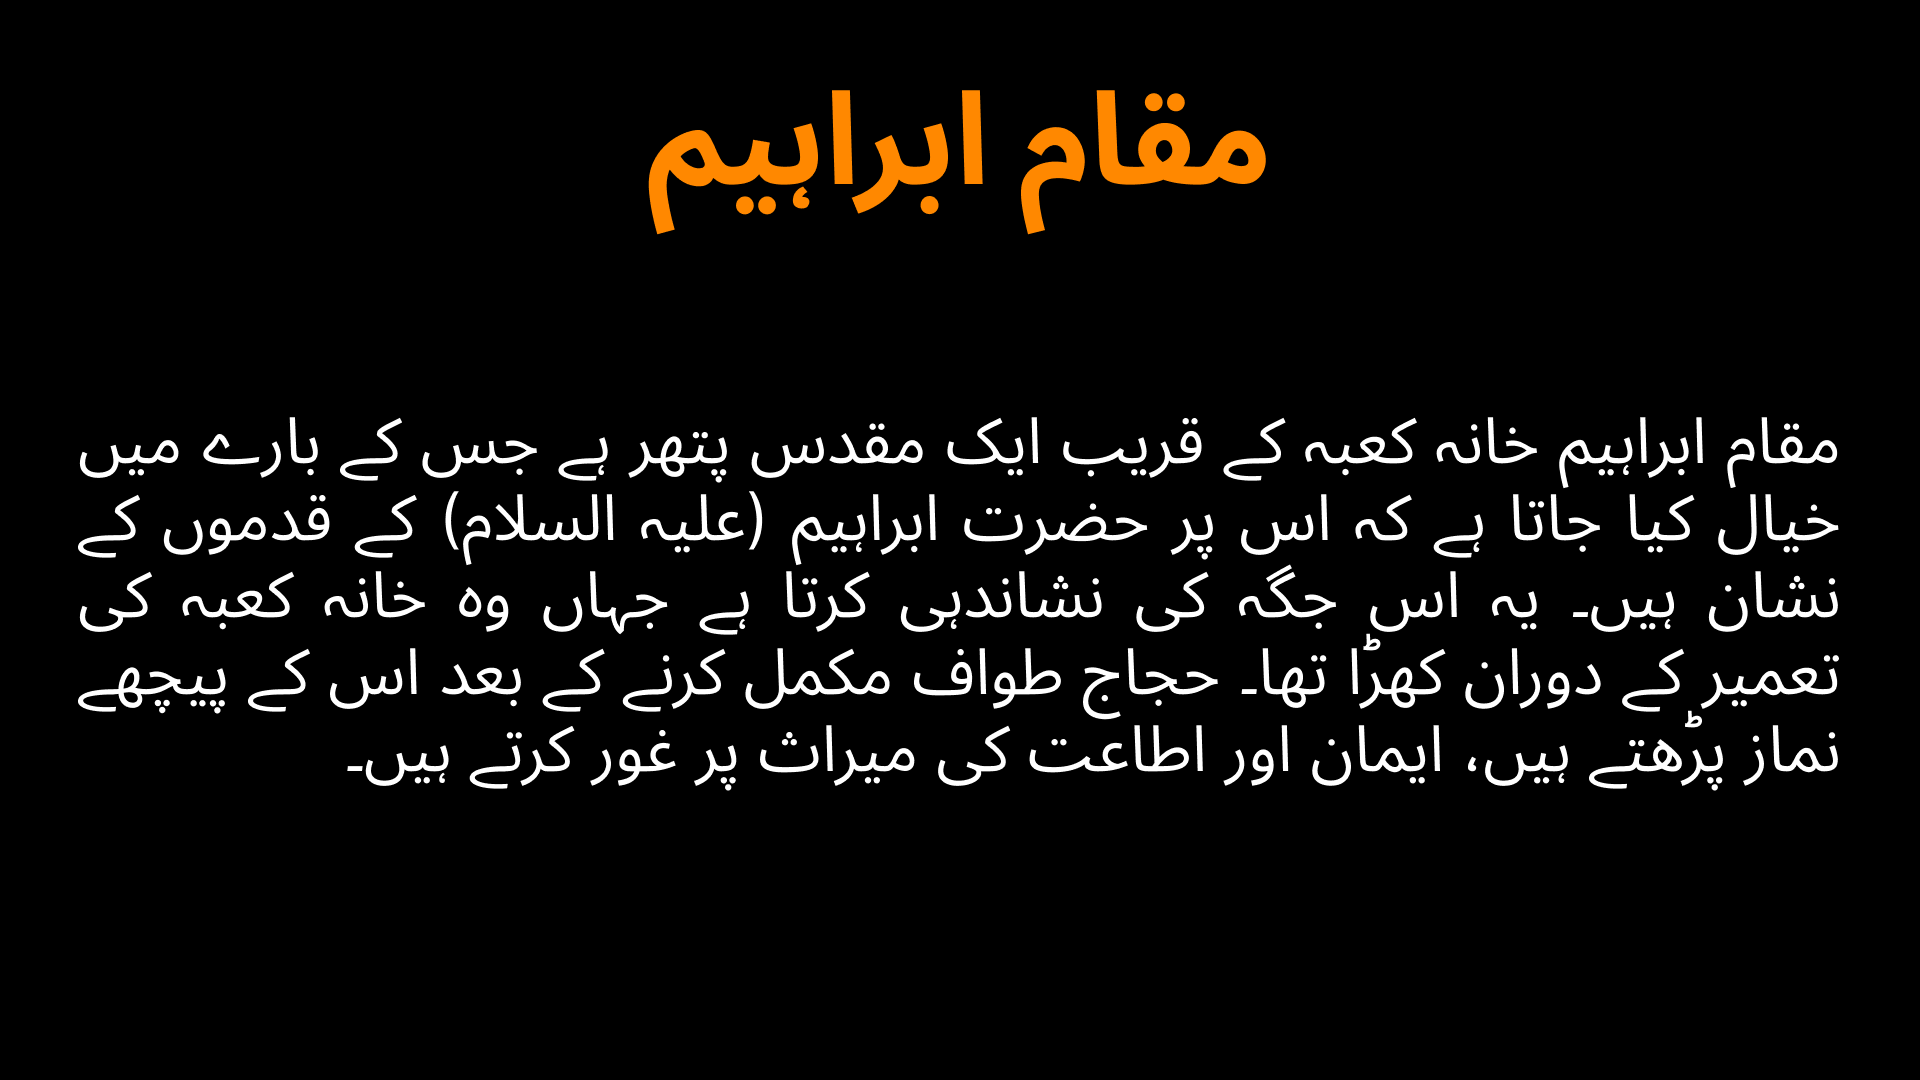 مقام ابراہیم
مقام ابراہیم خانہ کعبہ کے قریب ایک مقدس پتھر ہے جس کے بارے میں
خیال کیا جاتا ہے کہ اس پر حضرت ابراہیم (علیہ السلام) کے قدموں کے
نشان ہیں۔ یہ اس جگہ کی نشاندہی کرتا ہے جہاں وہ خانہ کعبہ کی
تعمیر کے دوران کھڑا تھا۔ حجاج طواف مکمل کرنے کے بعد اس کے پیچھے
نماز پڑھتے ہیں، ایمان اور اطاعت کی میراث پر غور کرتے ہیں۔